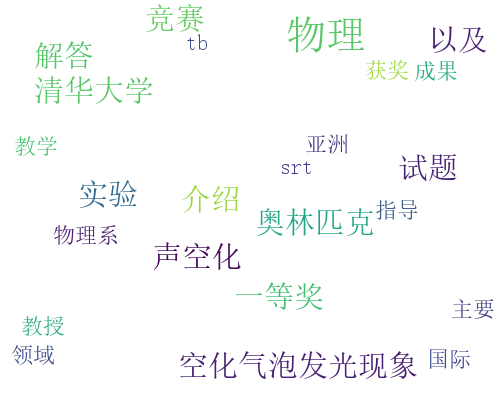 竞赛
物理
tb
以及
解答
获奖 成果
清华大学
教学
亚洲
srt
试题
实验
介绍
奥林匹克
指导
物理系
声空化
一等奖
主要
教授
领域
空化气泡发光现象
国际